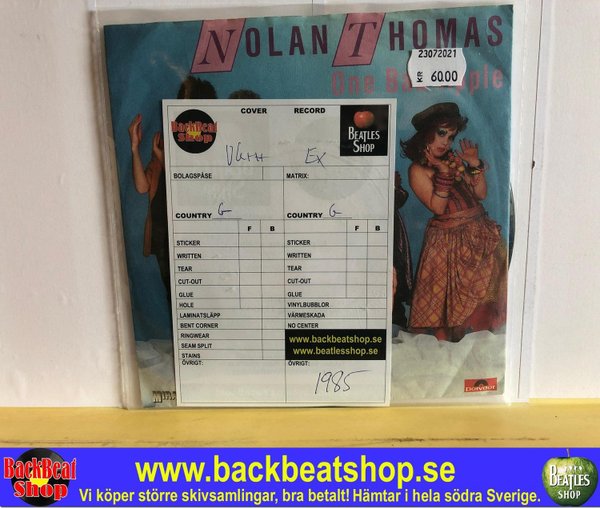 NOLAN THOMAS
23072021
KR 60.00
One Ba pple
COVER RECORD
BackBeat Shop
BEATLES SHOP
VG++ EX
BOLAGSPÅSE MATRIX:
COUNTRY G COUNTRY G
F B F B
STICKER STICKER
WRITTEN WRITTEN
TEAR TEAR
CUT-OUT CUT-OUT
GLUE GLUE
HOLE VINYLBUBBLOR
LAMINATSLÄPP VÄRMESKADA
BENT CORNER NO CENTER
RINGWEAR
SEAM SPLIT
STAINS
www.backbeatshop.se
www.beatlesshop.se
ÖVRIGT: ÖVRIGT:
1985
Polydor
BackBeat Shop
www.backbeatshop.se
Vi köper större skivsamlingar, bra betalt! Hämtar i hela södra Sverige.
BEATLES SHOP